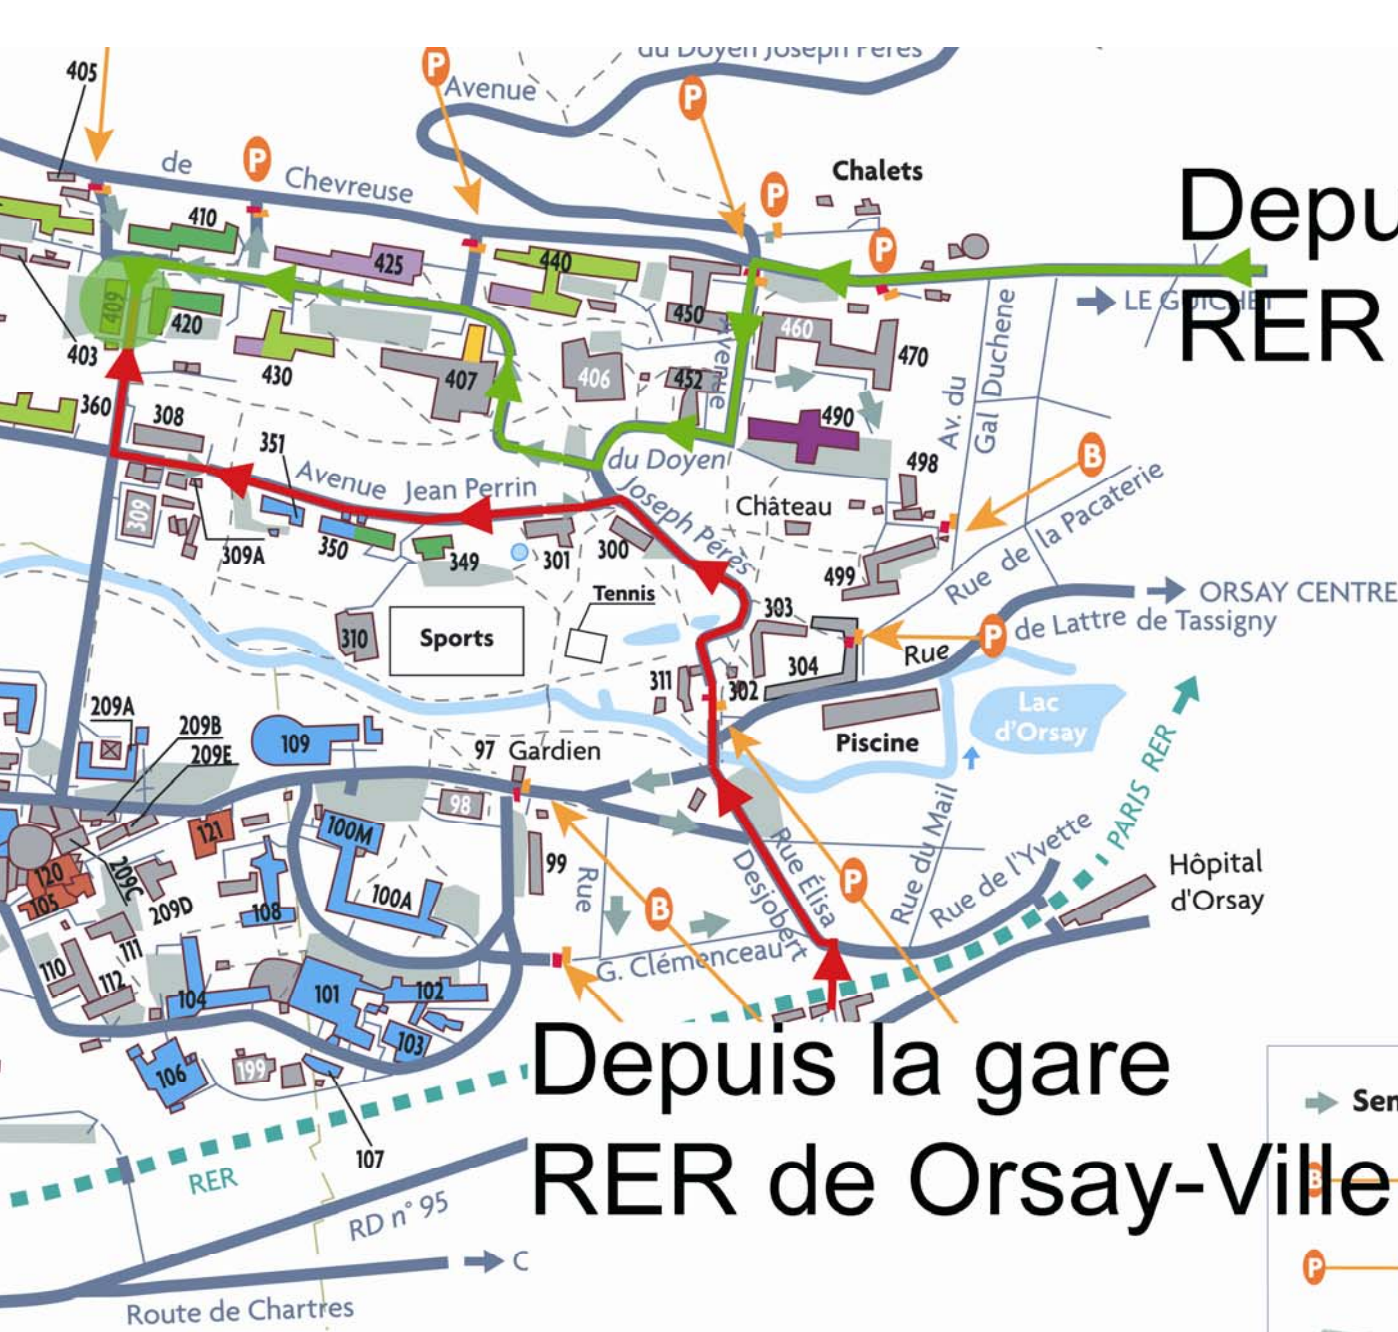 du Doyen Joseph Pérès
405
P
Avenue
P
de
P
Chevreuse
Chalets
P
Depu
410
P
425
440
LE GUICHET
409
420
450
Avenue
460
RER
403
430
407
406
452
470
Av. du
Gal Duchene
360
308
490
351
du Doyen
498
B
Avenue Jean Perrin
Joseph Pérès
Château
Rue de la Pacaterie
309
309A
350
349
301
300
499
ORSAY CENTRE
Tennis
303
310
Sports
P
de Lattre de Tassigny
Rue
304
311
302
209A
209B
209E
109
97
Gardien
Piscine
Lac
d'Orsay
PARIS RER
98
121
100M
99
Rue
Rue Élisa
Desjobert
Rue du Mail
Rue de l'Yvette
120
105
209C
209D
108
100A
B
P
Hôpital
d'Orsay
110
111
112
G. Clémenceau
104
101
102
103
106
199
107
Depuis la gare
RER de Orsay-Ville
Sen
B
P
RER
RD n° 95
C
Route de Chartres